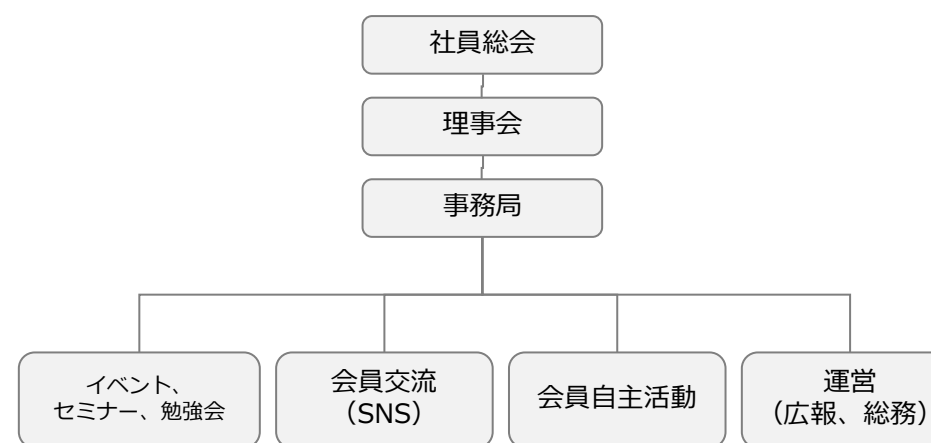 社員総会
理事会
事務局
イベント、
セミナー、勉強会
会員交流
（SNS）
会員自主活動
運営
（広報、総務）